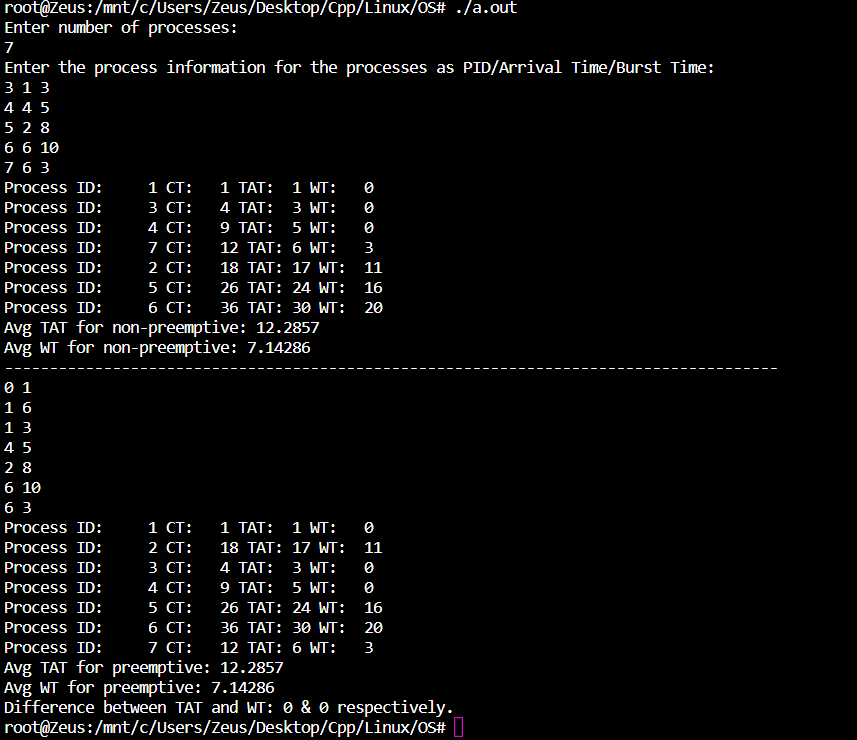 root@Zeus:/mnt/c/Users/Zeus/Desktop/Cpp/Linux/OS# ./a.out
Enter number of processes:
7
Enter the process information for the processes as PID/Arrival Time/Burst Time:
3 1 3
4 4 5
5 2 8
6 6 10
7 6 3
Process ID:     1 CT:   1 TAT:  1 WT:   0
Process ID:     3 CT:   4 TAT:  3 WT:   0
Process ID:     4 CT:   9 TAT:  5 WT:   0
Process ID:     7 CT:   12 TAT: 6 WT:   3
Process ID:     2 CT:   18 TAT: 17 WT:  11
Process ID:     5 CT:   26 TAT: 24 WT:  16
Process ID:     6 CT:   36 TAT: 30 WT:  20
Avg TAT for non-preemptive: 12.2857
Avg WT for non-preemptive: 7.14286
--------------------------------------------------------------------------------------
0 1
1 6
1 3
4 5
2 8
6 10
6 3
Process ID:     1 CT:   1 TAT:  1 WT:   0
Process ID:     2 CT:   18 TAT: 17 WT:  11
Process ID:     3 CT:   4 TAT:  3 WT:   0
Process ID:     4 CT:   9 TAT:  5 WT:   0
Process ID:     5 CT:   26 TAT: 24 WT:  16
Process ID:     6 CT:   36 TAT: 30 WT:  20
Process ID:     7 CT:   12 TAT: 6 WT:   3
Avg TAT for preemptive: 12.2857
Avg WT for preemptive: 7.14286
Difference between TAT and WT: 0 & 0 respectively.
root@Zeus:/mnt/c/Users/Zeus/Desktop/Cpp/Linux/OS#